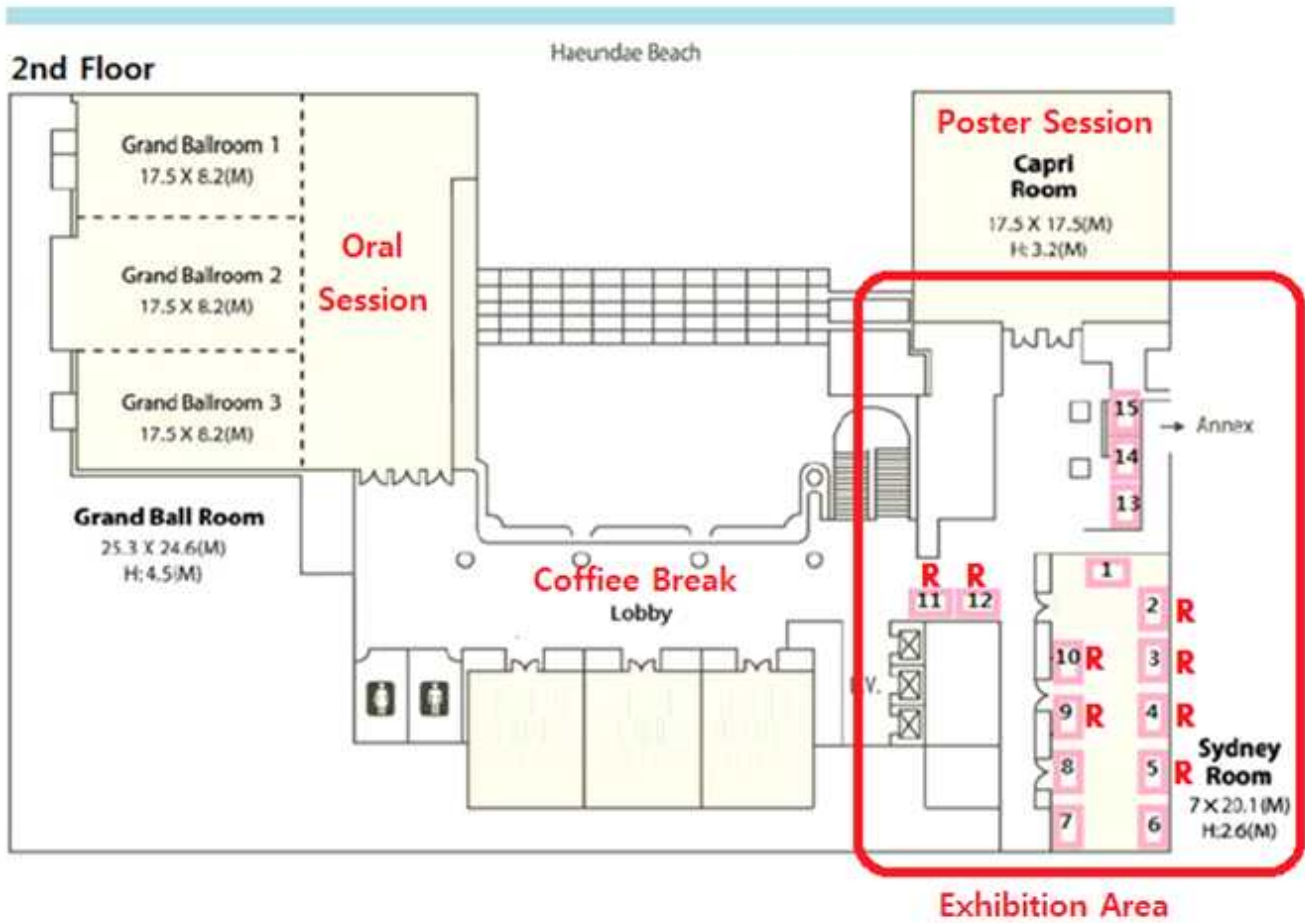 Haeundae Beach
2nd Floor
Grand Ballroom 1
17.5 X 8.2(M)
Grand Ballroom 2
17.5 X 8.2(M)
Grand Ballroom 3
17.5 X 8.2(M)
Oral
Session
Poster Session
Capri
Room
17.5 X 17.5(M)
H: 3.2(M)
Grand Ball Room
25.3 X 24.6(M)
H: 4.5(M)
Coffiee Break
Lobby
15
14
13
→ Annex
R R
11 12
1
2 R
10 R
3 R
9 R
4 R
8
5 R
7
6
Sydney
Room
7 X 20.1(M)
H:2.6(M)
Exhibition Area